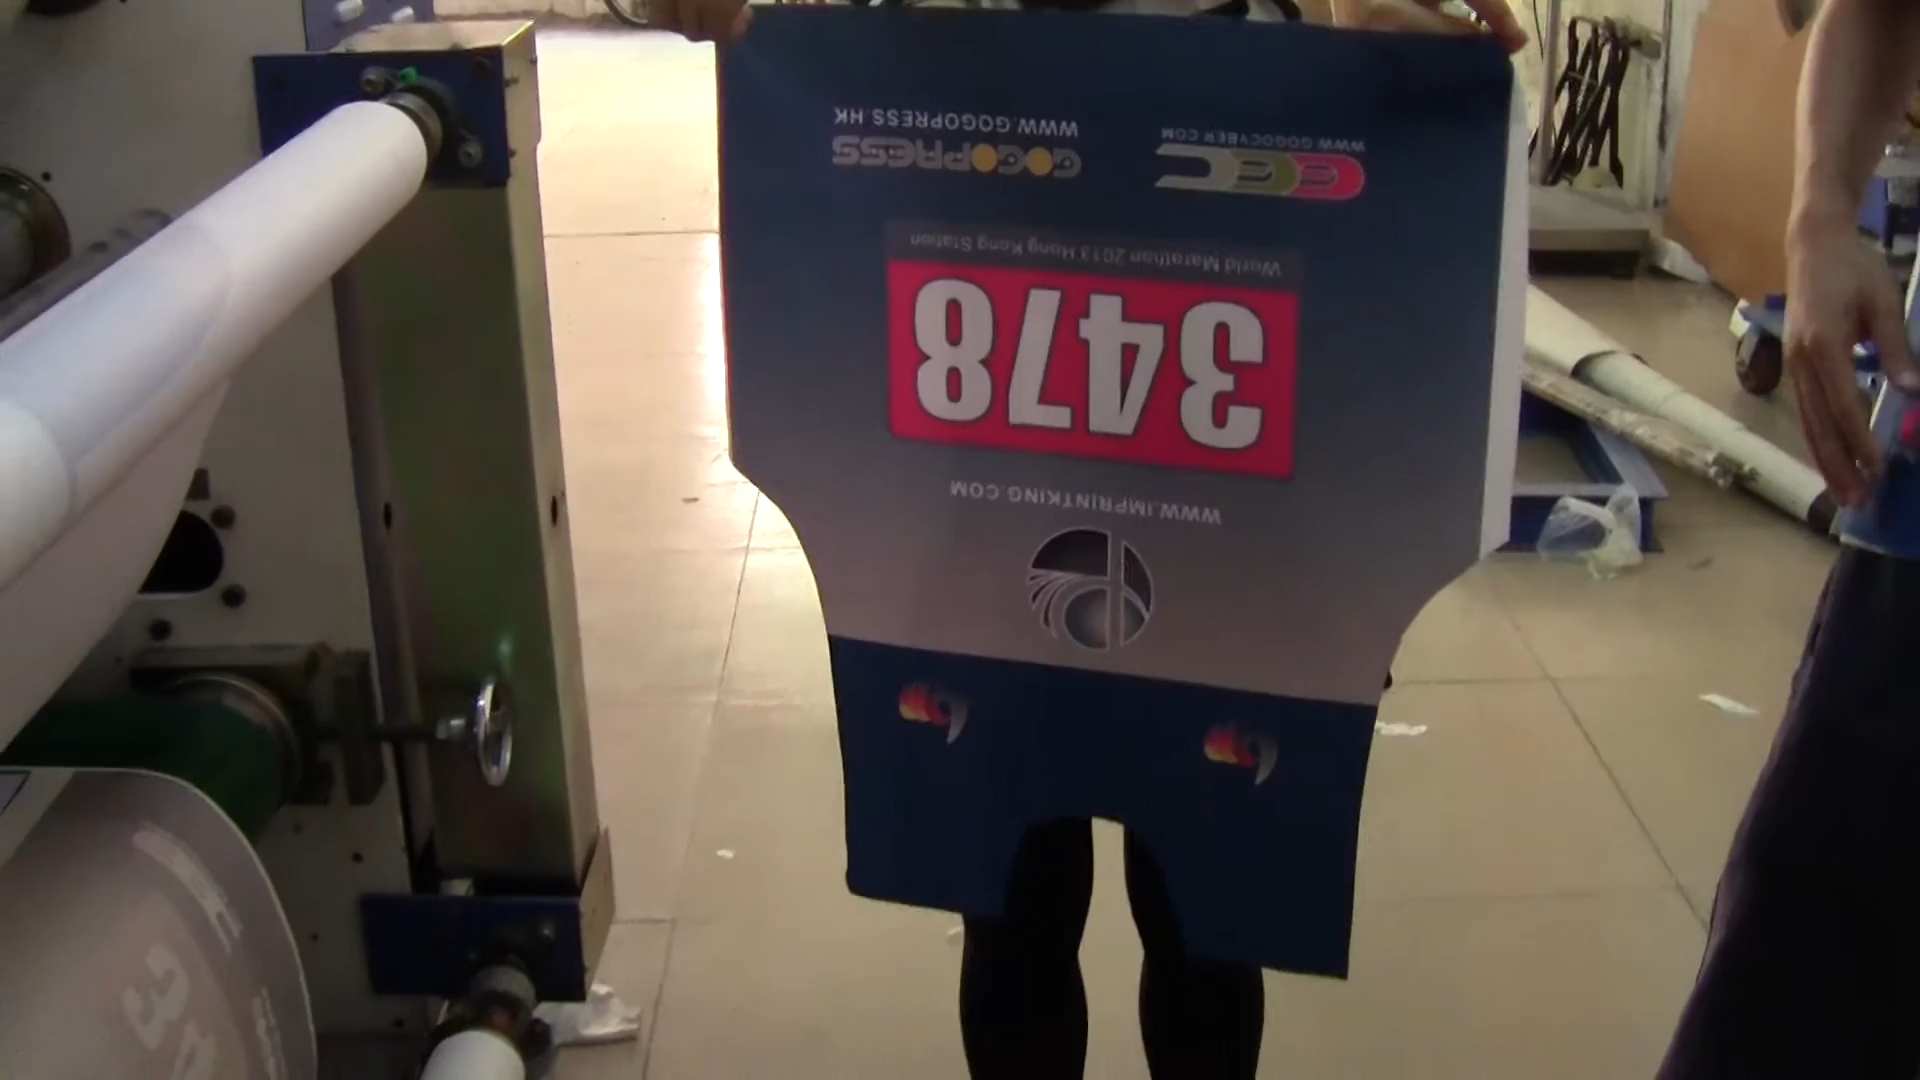 WWW.IMPRINTKING.COM
3478
World Marathon 2013 Hong Kong Station
GOGOPRESS
WWW.GOGOPRESS.HK
WWW.GOGOCYBER.COM